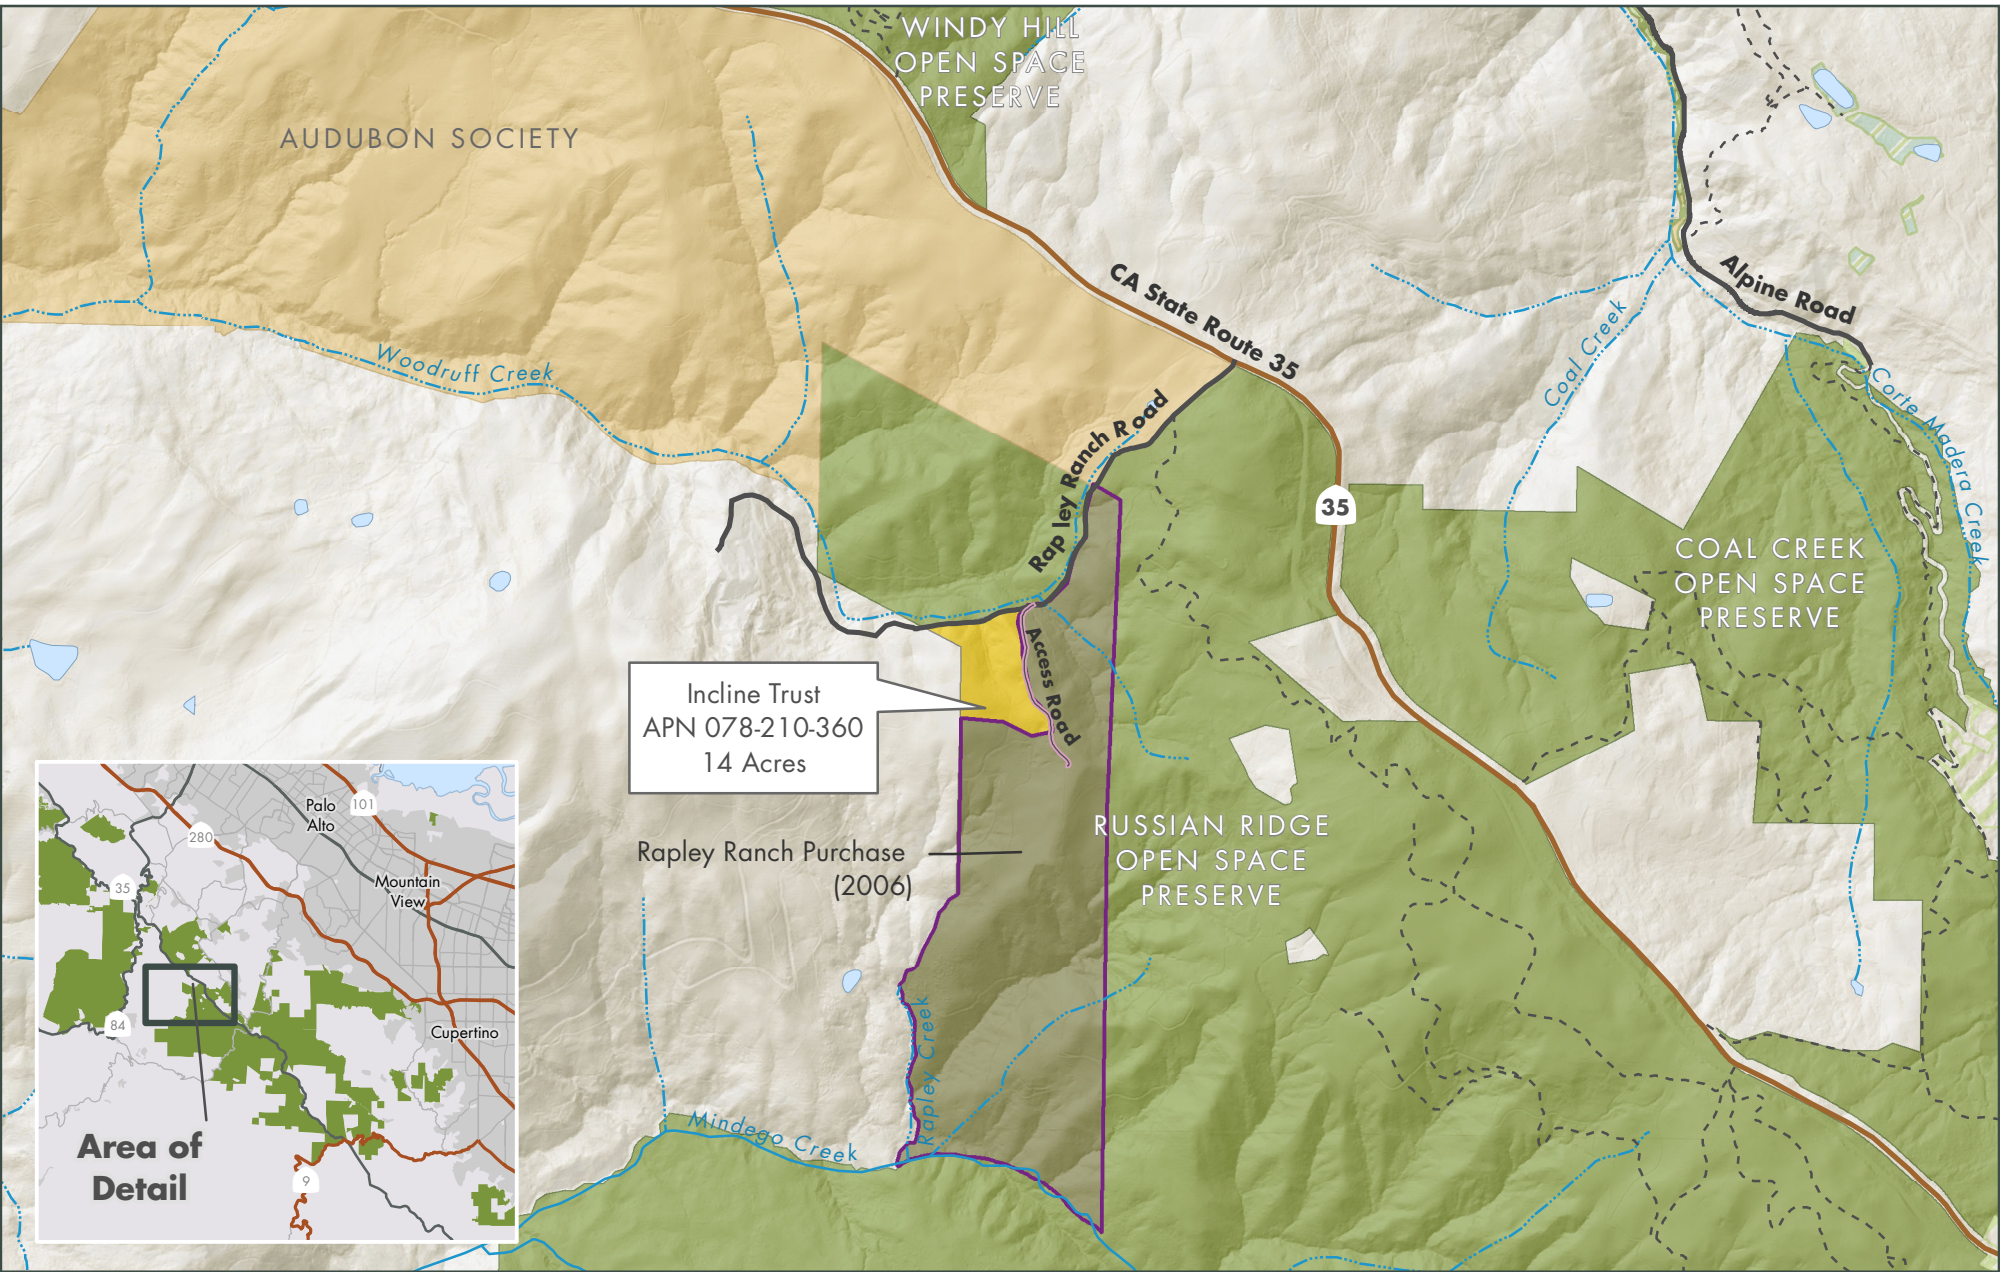 WINDY HILL
OPEN SPACE
PRESERVE
AUDUBON SOCIETY
CA State Route 35
Alpine Road
Woodruff Creek
Coal Creek
Corte Madera Creek
Rapley Ranch Road
35
COAL CREEK
OPEN SPACE
PRESERVE
Access Road
Incline Trust
APN 078-210-360
14 Acres
Rapley Ranch Purchase
(2006)
RUSSIAN RIDGE
OPEN SPACE
PRESERVE
Rapley Creek
Mindego Creek
Palo
Alto
101
280
Mountain
View
35
84
Cupertino
Area of
Detail
9